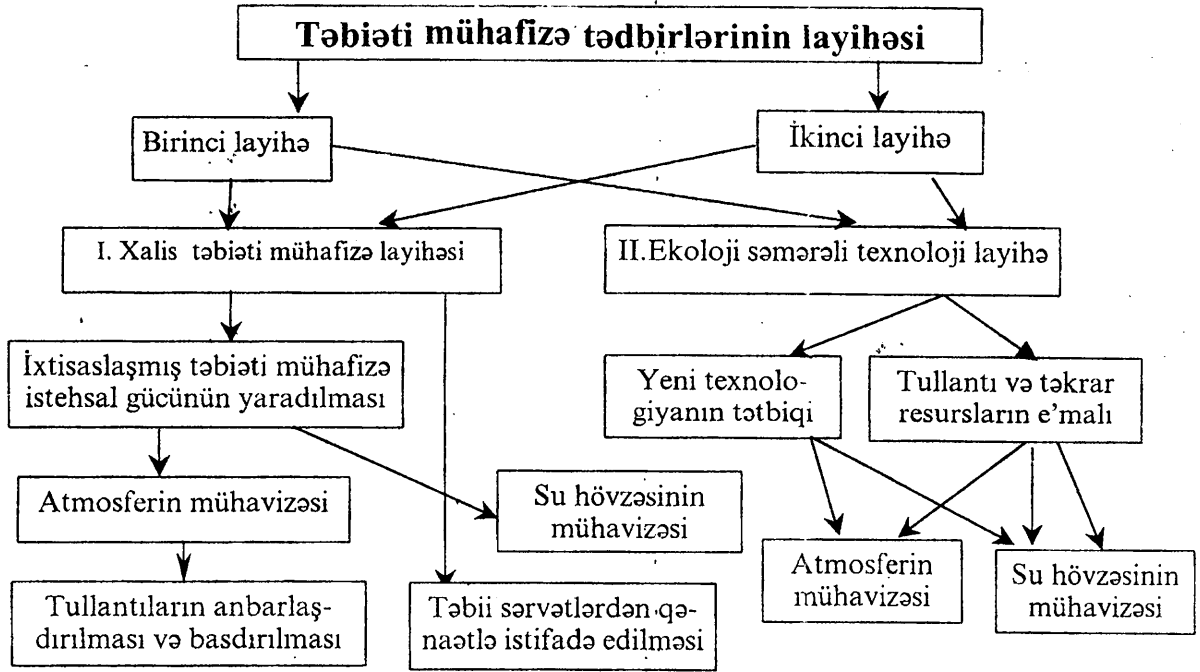 Təbiəti mühafizə tədbirlərinin layihəsi
Birinci layihə
İkinci layihə
I. Xalis təbiəti mühafizə layihəsi
II.Ekoloji səmərəli texnoloji layihə
İxtisaslaşmış təbiəti mühafizə
istehsal gücünün yaradılması
Yeni texnolo-
giyanın tətbiqi
Tullantı və təkrar
resursların e’malı
Atmosferin mühavizəsi
Su hövzəsinin
mühavizəsi
Atmosferin
mühavizəsi
Su hövzəsinin
mühavizəsi
Tullantıların anbarlaş-
dırılması və basdırılması
Təbii sərvətlərdən qə-
naətlə istifadə edilməsi